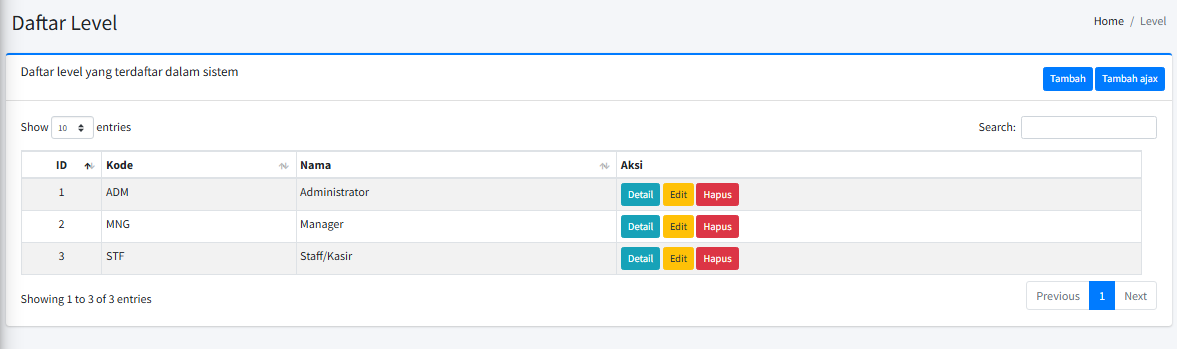 Daftar Level
Home / Level
Daftar level yang terdaftar dalam sistem
Tambah Tambah ajax
Show 10 entries
Search:
ID Kode Nama Aksi
1 ADM Administrator Detail Edit Hapus
2 MNG Manager Detail Edit Hapus
3 STF Staff/Kasir Detail Edit Hapus
Showing 1 to 3 of 3 entries
Previous 1 Next